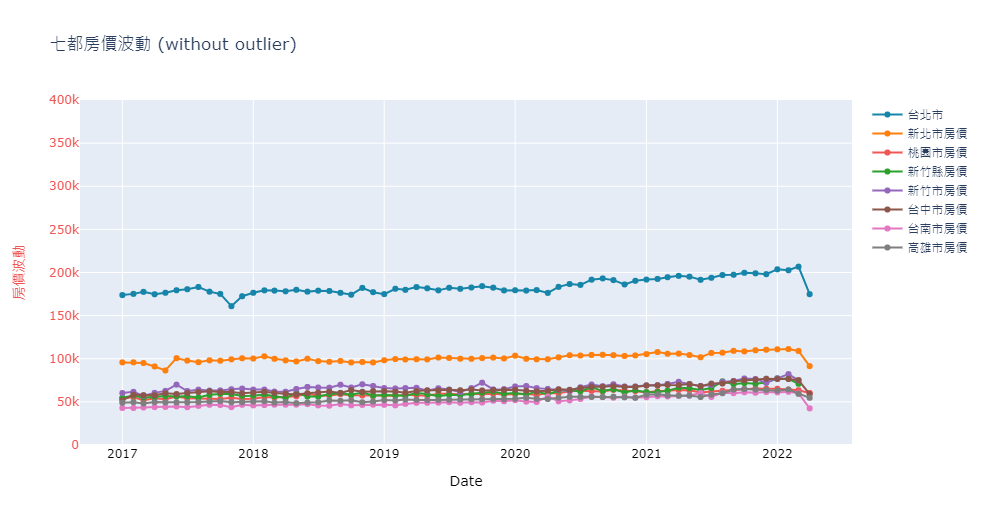 七都房價波動 (without outlier)
400k
350k
300k
250k
200k
150k
100k
50k
0
房價波動
2017
2018
2019
2020
2021
2022
Date
台北市
新北市房價
桃園市房價
新竹縣房價
新竹市房價
台中市房價
台南市房價
高雄市房價